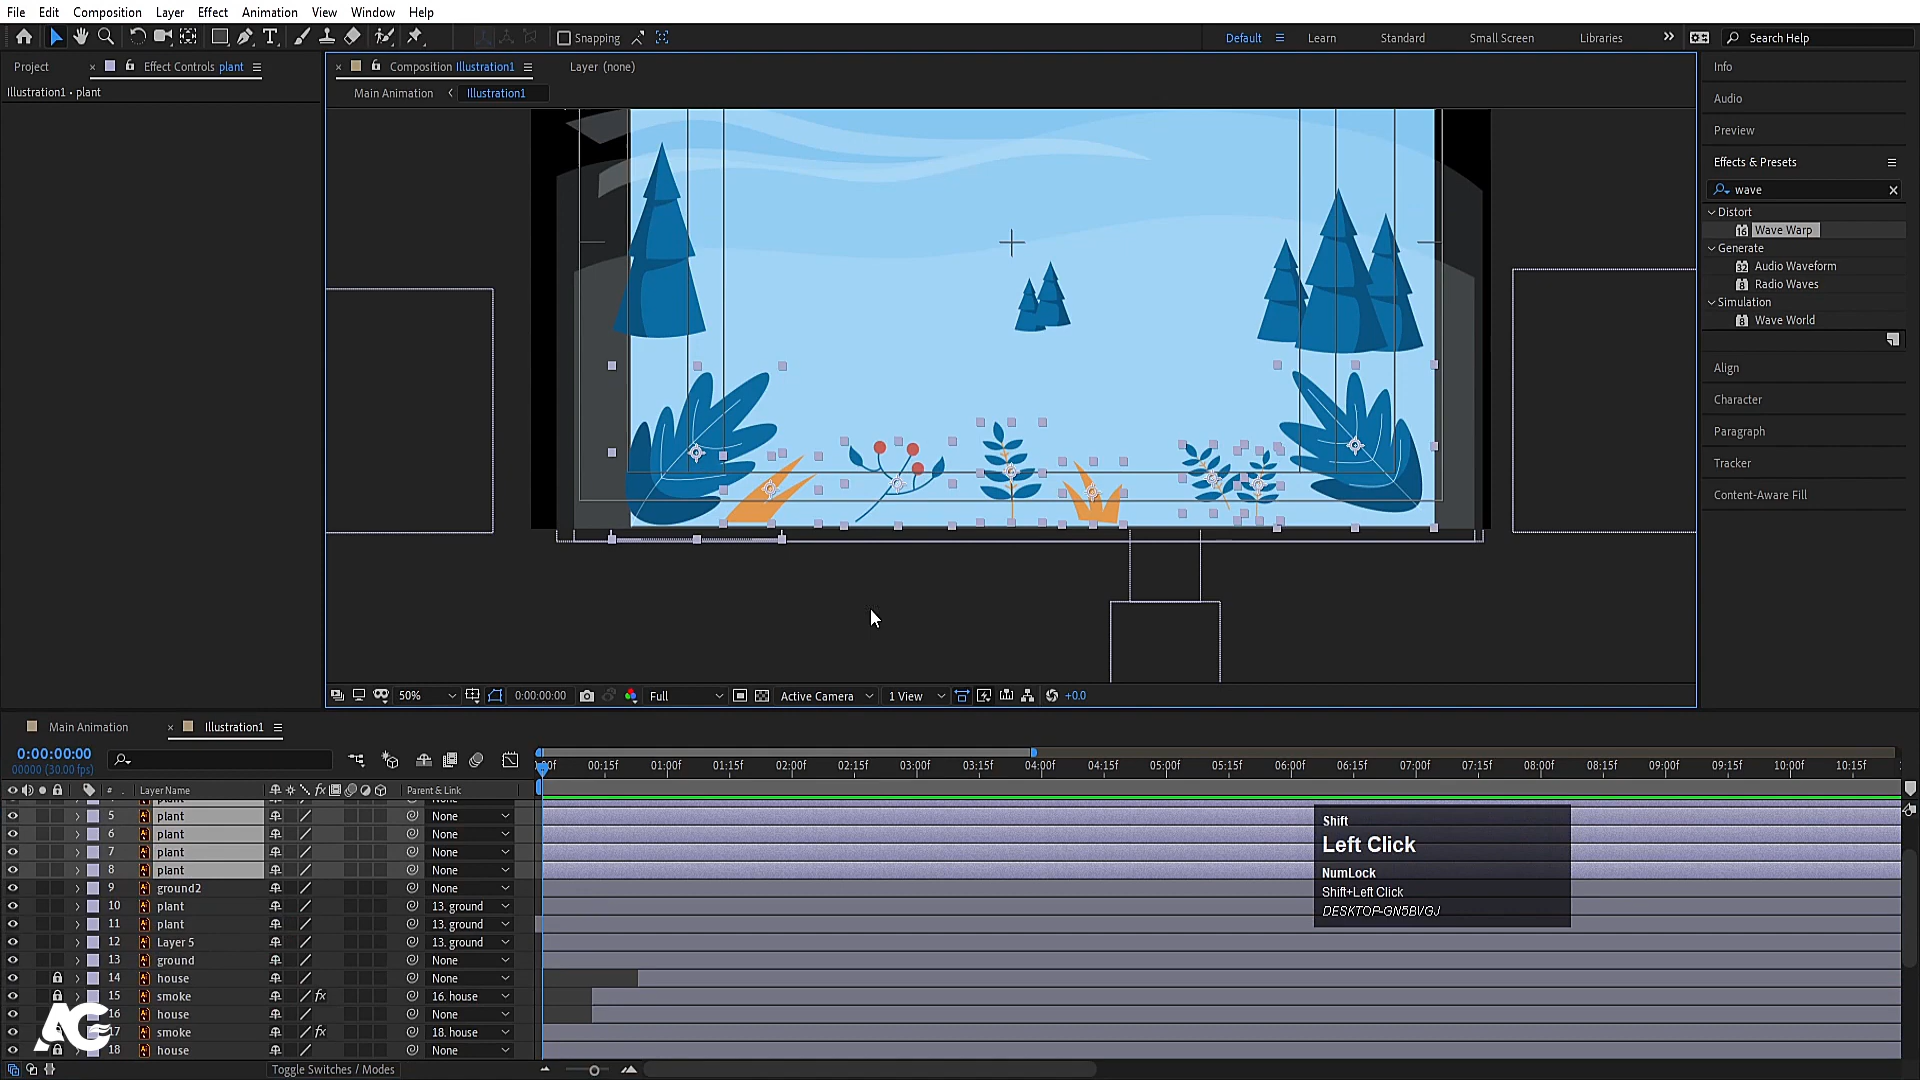 File Edit Composition Layer Effect Animation View Window Help
Snapping
Default Learn Standard Small Screen Libraries Search Help
Project Effect Controls plant
Composition Illustration1 Layer (none)
Illustration1 • plant
Main Animation Illustration1
Info
Audio
Preview
Effects & Presets
wave
Distort
Wave Warp
Generate
Audio Waveform
Radio Waves
Simulation
Wave World
Align
Character
Paragraph
Tracker
Content-Aware Fill
50% 0:00:00:00 Full Active Camera 1 View +0.0
Main Animation Illustration1
0:00:00:00
00000 (30.00 fps)
00:15f 01:00f 01:15f 02:00f 02:15f 03:00f 03:15f 04:00f 04:15f 05:00f 05:15f 06:00f 06:15f 07:00f 07:15f 08:00f 08:15f 09:00f 09:15f 10:00f 10:15f
# Layer Name Parent & Link
5 plant None
6 plant None
7 plant None
8 plant None
9 ground2 None
10 plant 13. ground
11 plant 13. ground
12 Layer 5 13. ground
13 ground None
14 house None
15 smoke fx 16. house
16 house None
17 smoke fx 18. house
18 house None
Shift
Left Click
NumLock
Shift+Left Click
DESKTOP-GN5BVGJ
AG
Toggle Switches / Modes